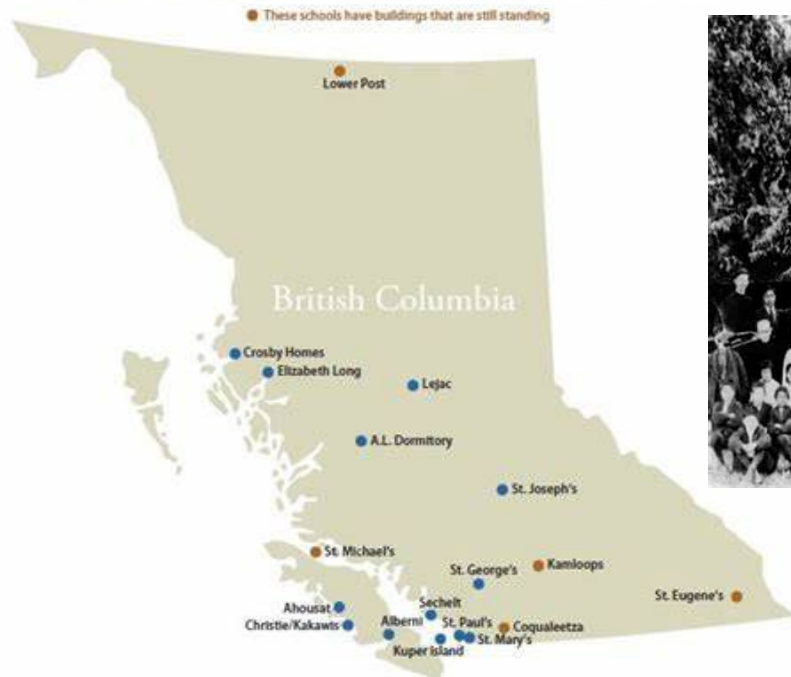 These schools have buildings that are still standing
Lower Post
British Columbia
Crosby Homes
Elizabeth Long
Lejac
A.L. Dormitory
St. Joseph's
St. Michael's
Kamloops
St. George's
St. Eugene's
Ahousat
Sechelt
Christie/Kakawis
Alberni
St. Paul's
Coqualeetza
St. Mary's
Kuper Island